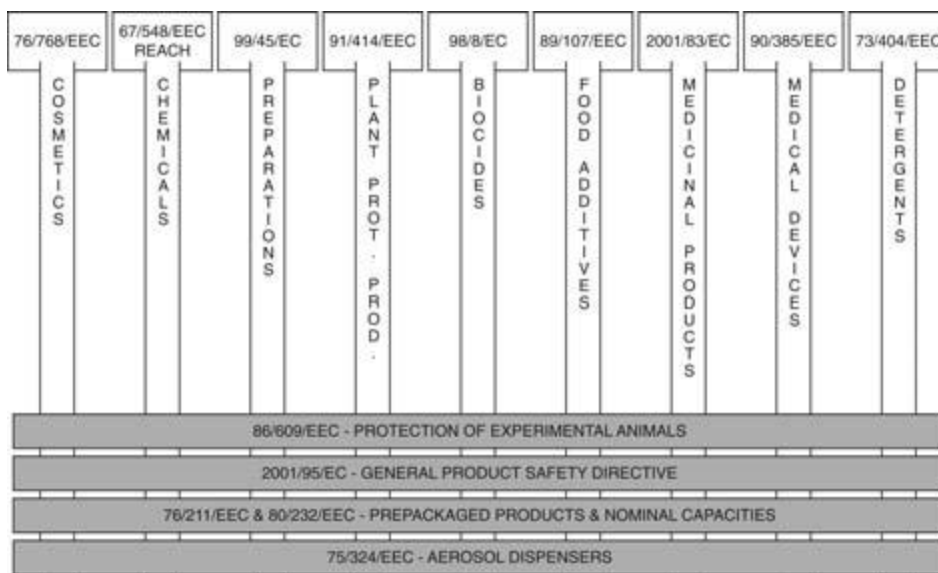 76/768/EEC
67/548/EEC
REACH
99/45/EC
91/414/EEC
98/8/EC
89/107/EEC
2001/83/EC
90/385/EEC
73/404/EEC
COSMETICS
CHEMICALS
PREPARATIONS
PLANT PROT. PROD.
BIOCIDES
FOOD ADDITIVES
MEDICINAL PRODUCTS
MEDICAL DEVICES
DETERGENTS
86/609/EEC - PROTECTION OF EXPERIMENTAL ANIMALS
2001/95/EC - GENERAL PRODUCT SAFETY DIRECTIVE
76/211/EEC & 80/232/EEC - PREPACKAGED PRODUCTS & NOMINAL CAPACITIES
75/324/EEC - AEROSOL DISPENSERS